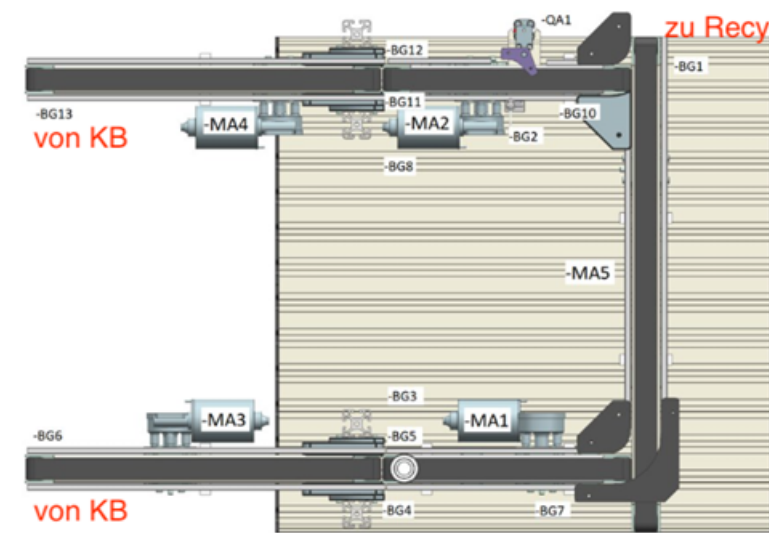 -QA1
zu Recy
-BG12
-BG1
-BG13
-BG11
-BG10
von KB
-MA4
-MA2
-BG2
-BG8
-MA5
-BG3
-BG6
-MA3
-BG5
-MA1
von KB
-BG4
-BG7